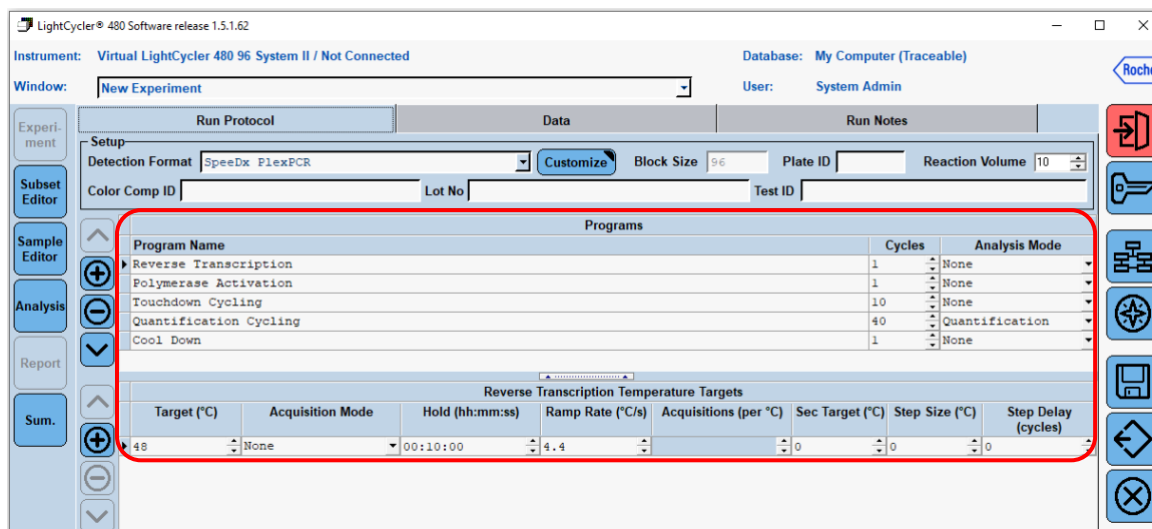 LightCycler® 480 Software release 1.5.1.62
Instrument: Virtual LightCycler 480 96 System II / Not Connected Database: My Computer (Traceable)
Window: New Experiment User: System Admin
Roche
Experi-
ment
Subset
Editor
Sample
Editor
Analysis
Report
Sum.
Run Protocol Data Run Notes
Setup
Detection Format SpeeDx PlexPCR Customize Block Size 96 Plate ID Reaction Volume 10
Color Comp ID Lot No Test ID
Programs
Program Name Cycles Analysis Mode
Reverse Transcription 1 None
Polymerase Activation 1 None
Touchdown Cycling 10 None
Quantification Cycling 40 Quantification
Cool Down 1 None
Reverse Transcription Temperature Targets
Target (°C) Acquisition Mode Hold (hh:mm:ss) Ramp Rate (°C/s) Acquisitions (per °C) Sec Target (°C) Step Size (°C) Step Delay
(cycles)
48 None 00:10:00 4.4 0 0 0